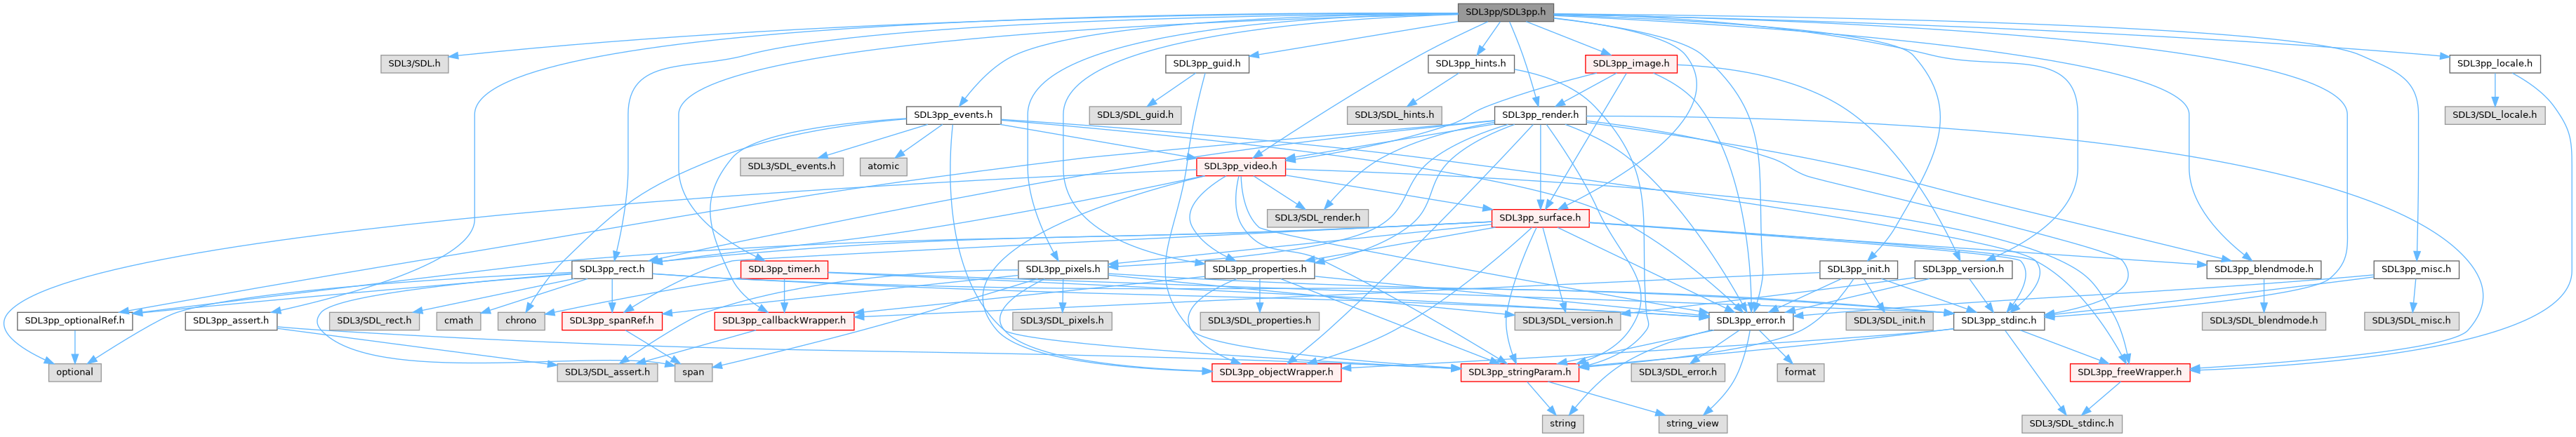 SDL3pp/SDL3pp.h
SDL3/SDL.h
SDL3pp_guid.h
SDL3pp_hints.h
SDL3pp_image.h
SDL3pp_locale.h
SDL3pp_events.h
SDL3/SDL_guid.h
SDL3/SDL_hints.h
SDL3pp_render.h
SDL3/SDL_locale.h
SDL3/SDL_events.h
atomic
SDL3pp_video.h
SDL3/SDL_render.h
SDL3pp_surface.h
SDL3pp_rect.h
SDL3pp_timer.h
SDL3pp_pixels.h
SDL3pp_properties.h
SDL3pp_init.h
SDL3pp_version.h
SDL3pp_blendmode.h
SDL3pp_misc.h
SDL3pp_optionalRef.h
SDL3pp_assert.h
SDL3/SDL_rect.h
cmath
chrono
SDL3pp_spanRef.h
SDL3pp_callbackWrapper.h
SDL3/SDL_pixels.h
SDL3/SDL_properties.h
SDL3/SDL_version.h
SDL3pp_error.h
SDL3/SDL_init.h
SDL3pp_stdinc.h
SDL3/SDL_blendmode.h
SDL3/SDL_misc.h
optional
SDL3/SDL_assert.h
span
SDL3pp_objectWrapper.h
SDL3pp_stringParam.h
SDL3/SDL_error.h
format
SDL3pp_freeWrapper.h
string
string_view
SDL3/SDL_stdinc.h